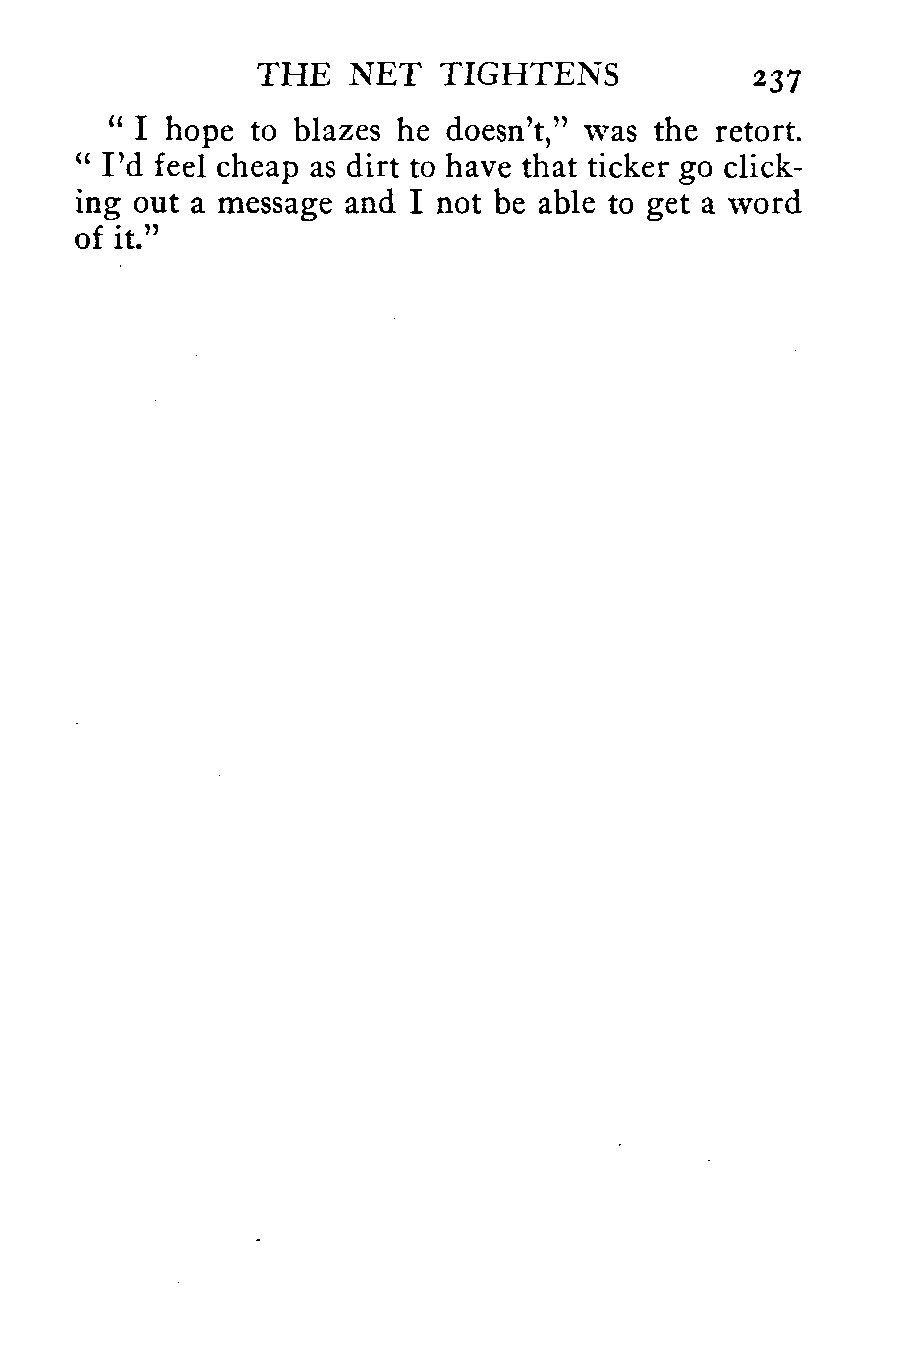 THE NET TIGHTENS 237
“ I hope to blazes he doesn’t,” was the retort.
“ I’d feel cheap as dirt to have that ticker go click-
ing out a message and I not be able to get a word
of it.”